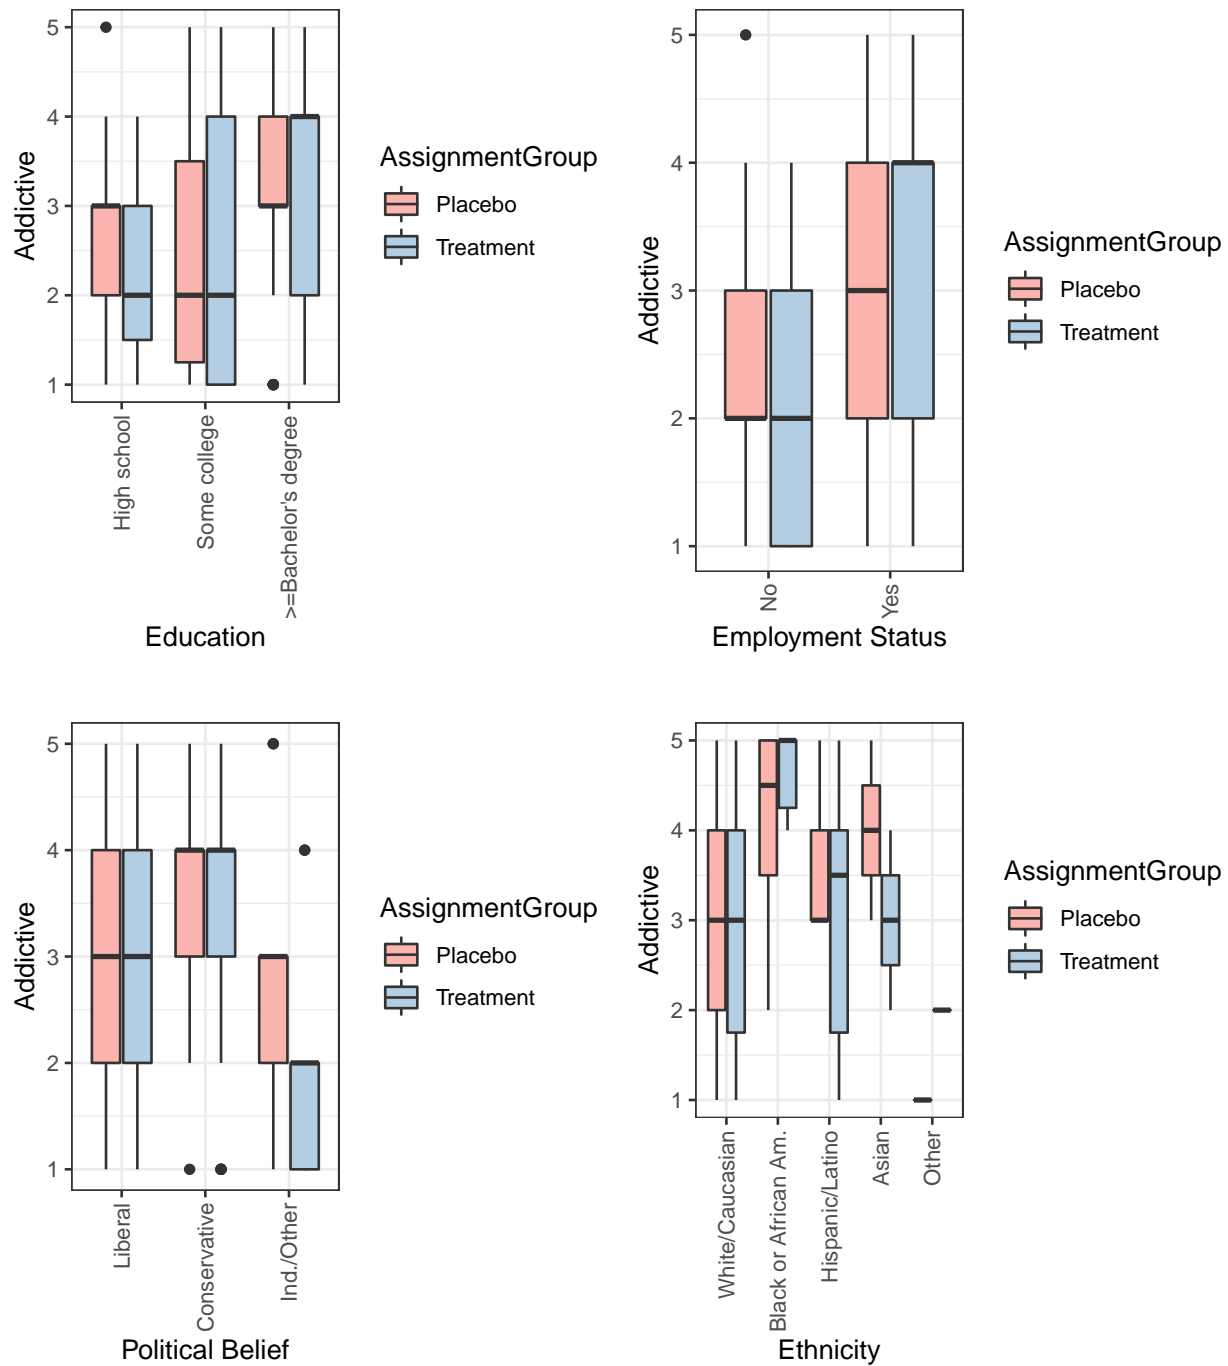 Addictive
5
4
3
2
1
High school
Some college
>=Bachelor's degree
Education
AssignmentGroup
Placebo
Treatment
Addictive
5
4
3
2
1
No
Yes
Employment Status
AssignmentGroup
Placebo
Treatment
Addictive
5
4
3
2
1
Liberal
Conservative
Ind./Other
Political Belief
AssignmentGroup
Placebo
Treatment
Addictive
5
4
3
2
1
White/Caucasian
Black or African Am.
Hispanic/Latino
Asian
Other
Ethnicity
AssignmentGroup
Placebo
Treatment